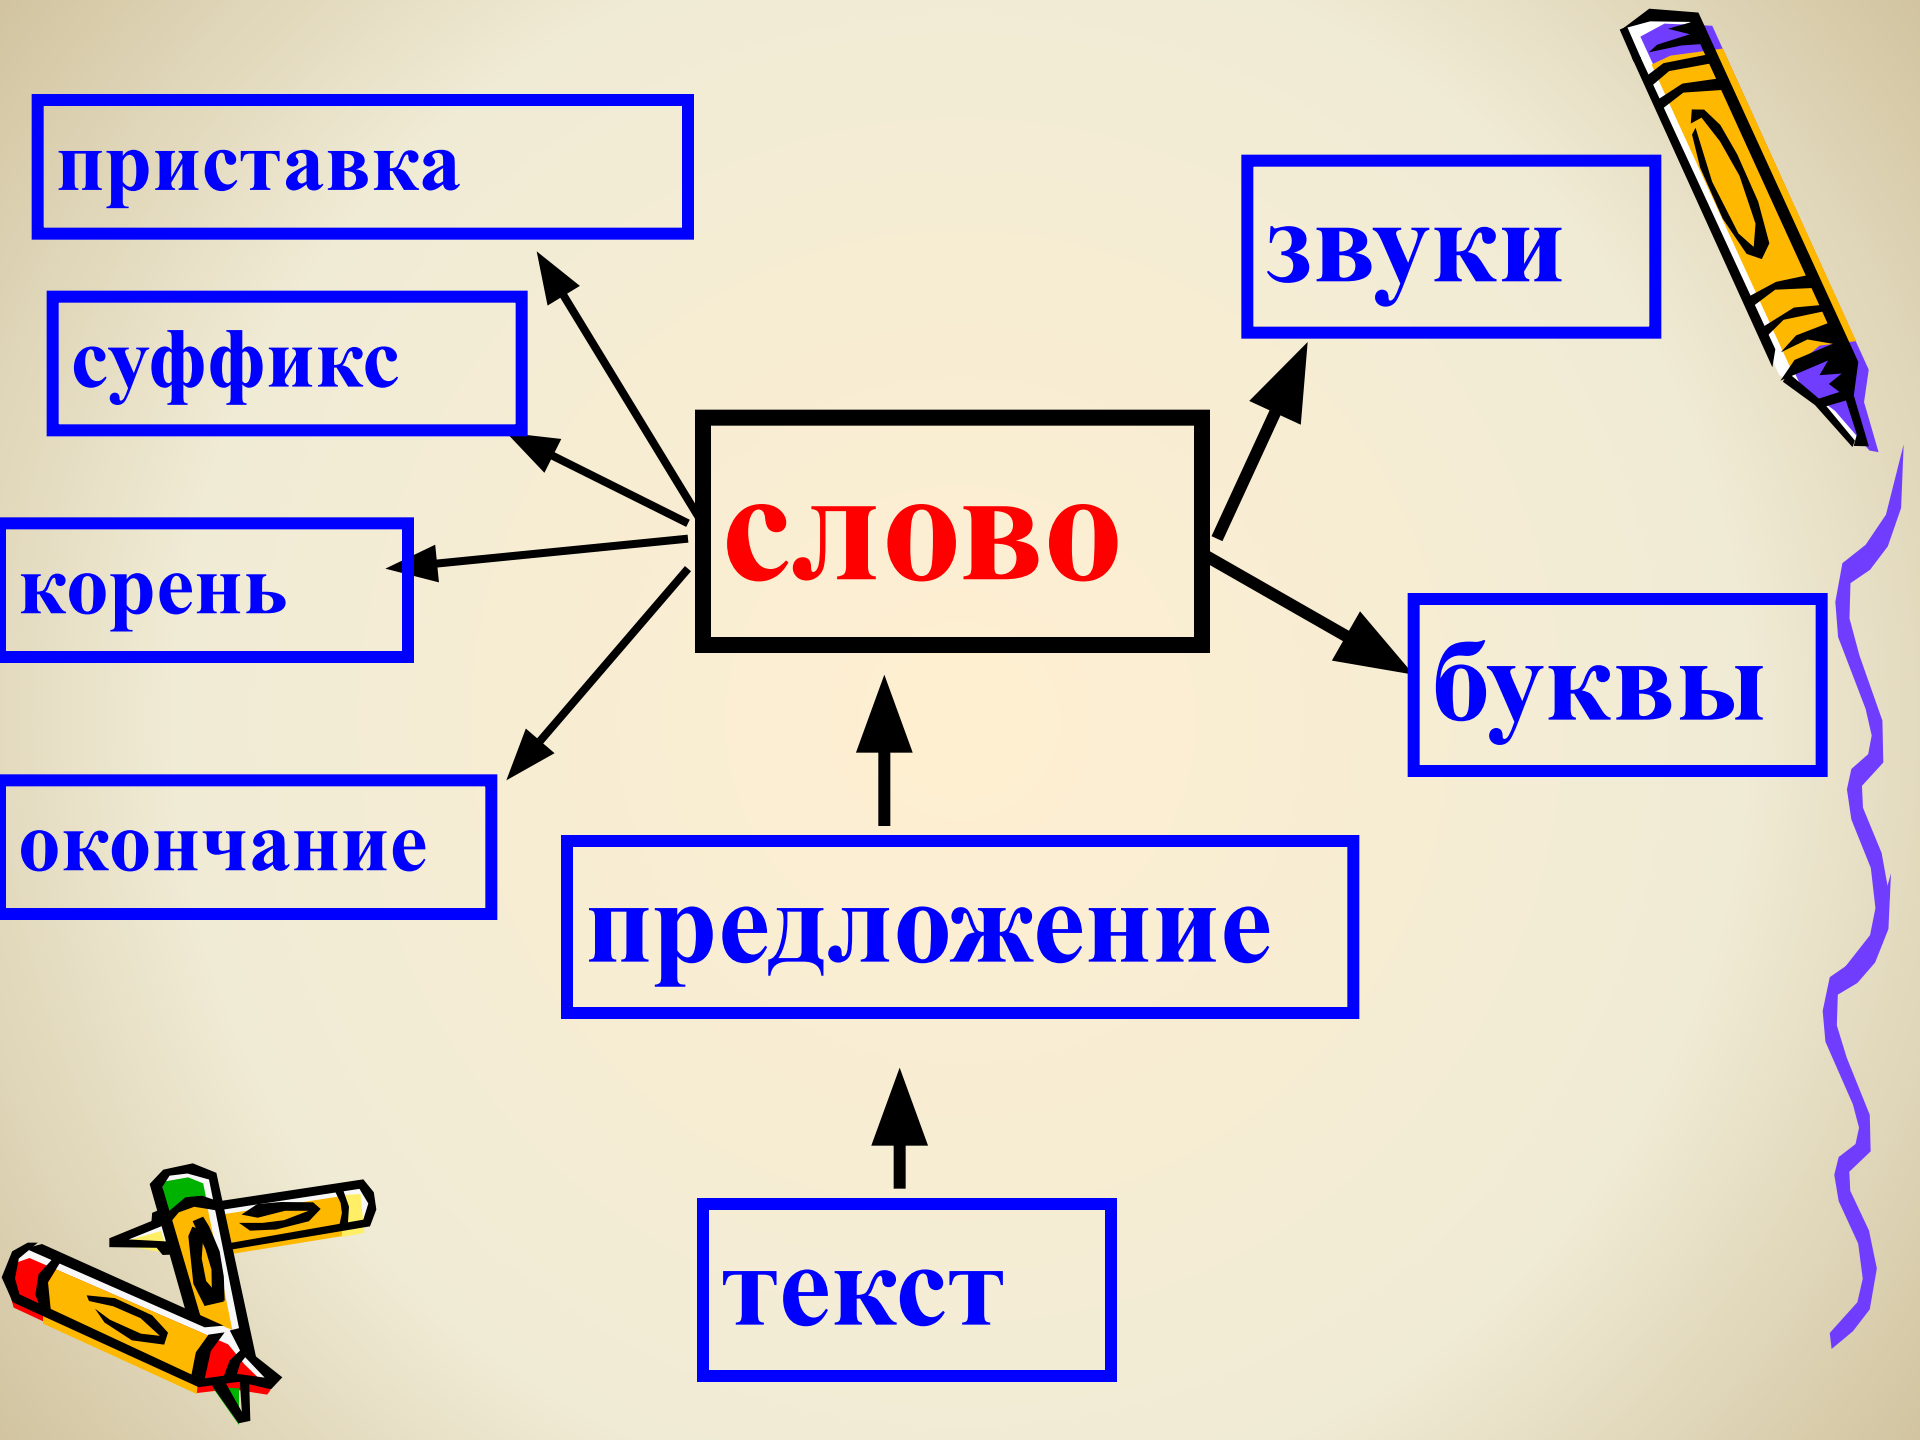 приставка
звуки
суффикс
слово
корень
буквы
окончание
предложение
текст